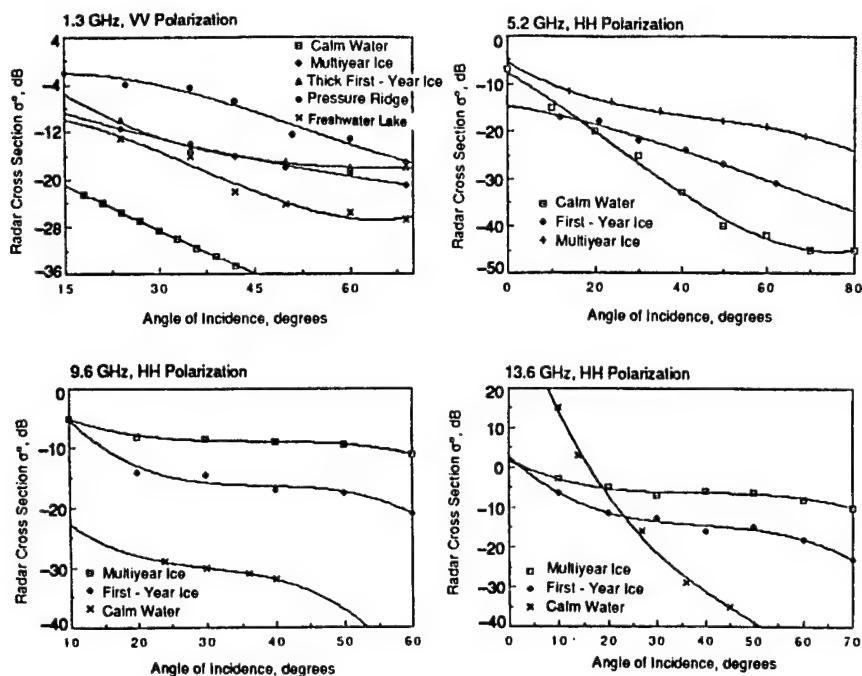 1.3 GHz, VV Polarization
4
-4
-12
-20
-28
-36
Radar Cross Section σ°, dB
Calm Water
Multiyear Ice
Thick First - Year Ice
Pressure Ridge
Freshwater Lake
15
30
45
60
Angle of Incidence, degrees
5.2 GHz, HH Polarization
0
-10
-20
-30
-40
-50
Radar Cross Section σ°, dB
Calm Water
First - Year Ice
Multiyear Ice
0
20
40
60
80
Angle of Incidence, degrees
9.6 GHz, HH Polarization
0
-10
-20
-30
-40
Radar Cross Section σ°, dB
Multiyear Ice
First - Year Ice
Calm Water
10
20
30
40
50
60
Angle of Incidence, degrees
13.6 GHz, HH Polarization
20
10
0
-10
-20
-30
-40
Radar Cross Section σ°, dB
Multiyear Ice
First - Year Ice
Calm Water
0
10
20
30
40
50
60
70
Angle of Incidence, degrees